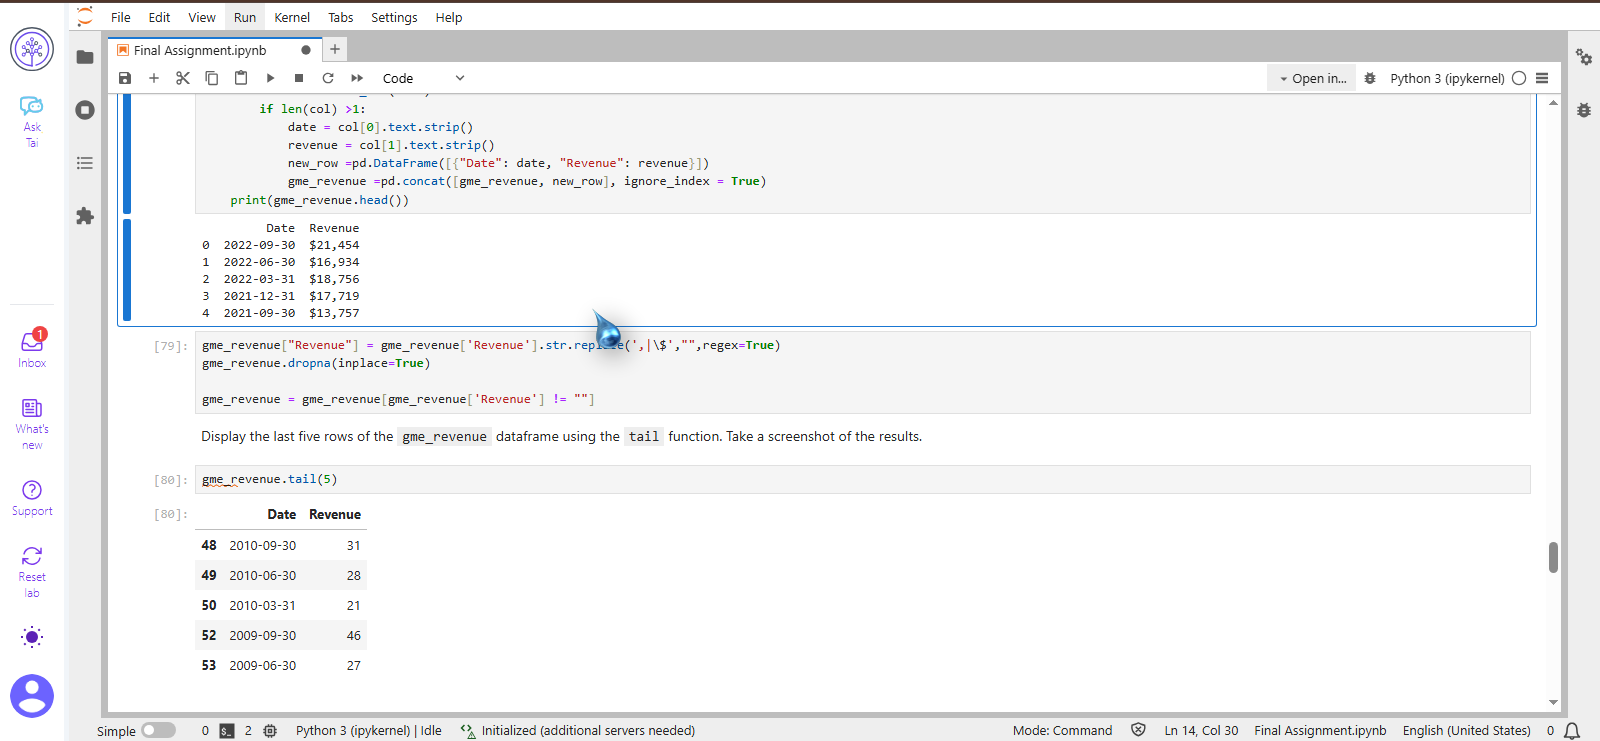 File Edit View Run Kernel Tabs Settings Help
Final Assignment.ipynb
Code
Open in...
Python 3 (ipykernel)
Ask
Tai
1
Inbox
What's
new
Support
Reset
lab
if len(col) >1:
date = col[0].text.strip()
revenue = col[1].text.strip()
new_row =pd.DataFrame([{"Date": date, "Revenue": revenue}])
gme_revenue =pd.concat([gme_revenue, new_row], ignore_index = True)
print(gme_revenue.head())
Date Revenue
0 2022-09-30 $21,454
1 2022-06-30 $16,934
2 2022-03-31 $18,756
3 2021-12-31 $17,719
4 2021-09-30 $13,757
[79]: gme_revenue["Revenue"] = gme_revenue['Revenue'].str.replace(',|\$',"",regex=True)
gme_revenue.dropna(inplace=True)
gme_revenue = gme_revenue[gme_revenue['Revenue'] != ""]
Display the last five rows of the gme_revenue dataframe using the tail function. Take a screenshot of the results.
[80]: gme_revenue.tail(5)
[80]: Date Revenue
48 2010-09-30 31
49 2010-06-30 28
50 2010-03-31 21
52 2009-09-30 46
53 2009-06-30 27
Simple 0 $_ 2 Python 3 (ipykernel) | Idle Initialized (additional servers needed) Mode: Command Ln 14, Col 30 Final Assignment.ipynb English (United States) 0